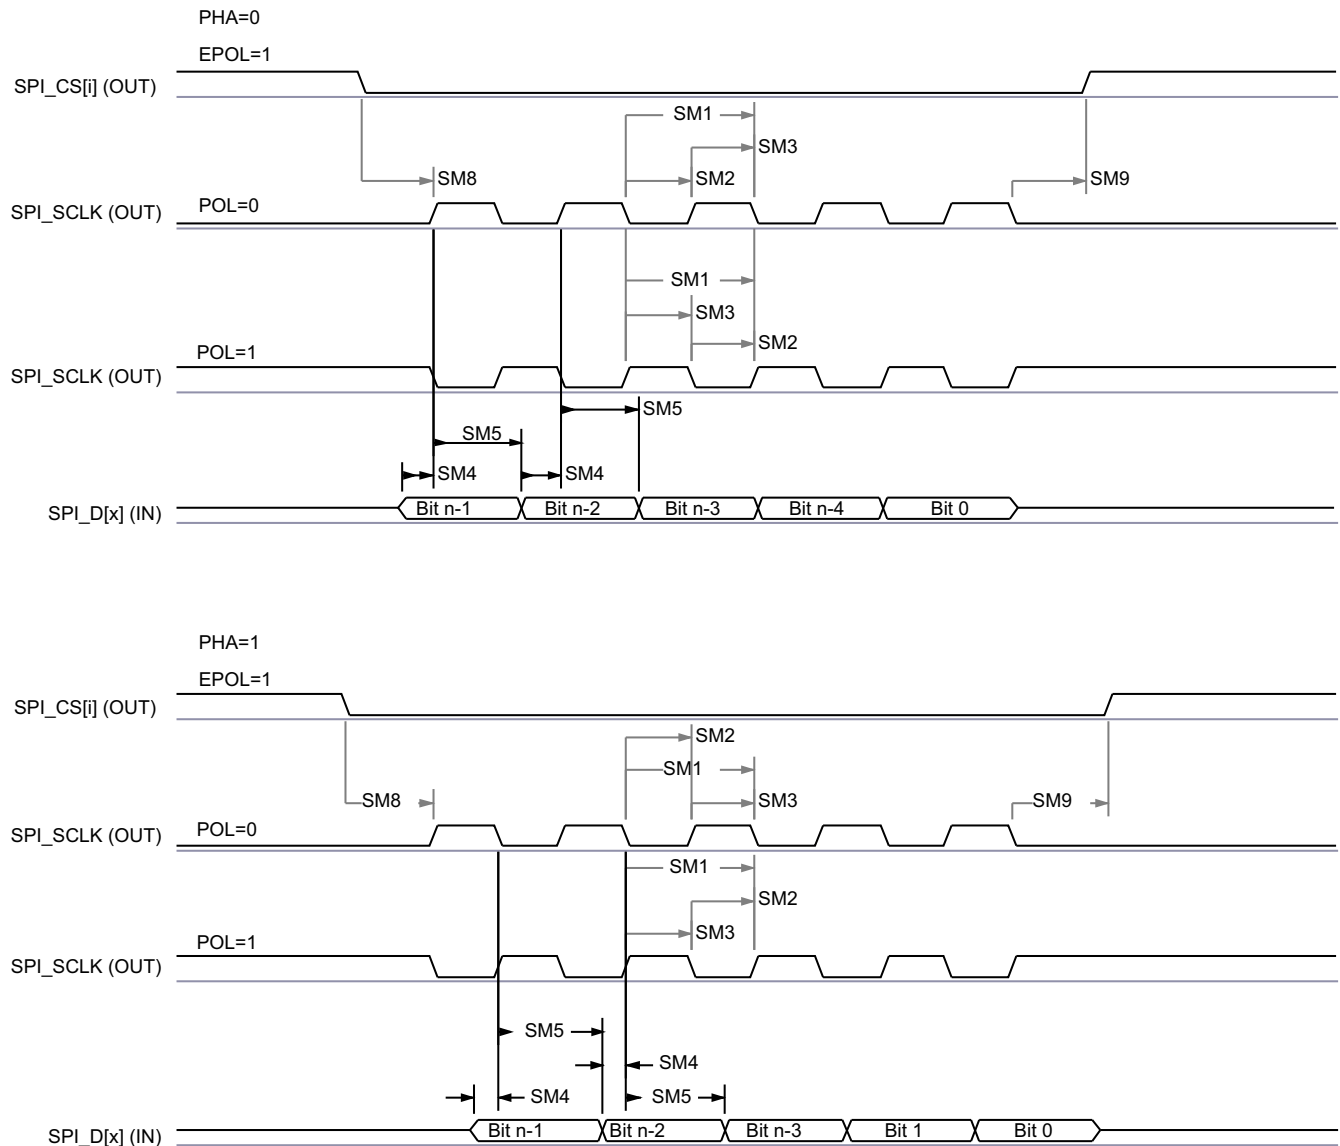 PHA=0
EPOL=1
SPI_CS[i] (OUT)
SM1
SM3
SM8
SM2
SM9
SPI_SCLK (OUT)
POL=0
SM1
SM3
SM2
POL=1
SPI_SCLK (OUT)
SM5
SM5
SM4
SM4
SPI_D[x] (IN)
Bit n-1
Bit n-2
Bit n-3
Bit n-4
Bit 0
PHA=1
EPOL=1
SPI_CS[i] (OUT)
SM2
SM1
SM8
SM3
SM9
SPI_SCLK (OUT)
POL=0
SM1
SM2
SM3
POL=1
SPI_SCLK (OUT)
SM5
SM4
SM4
SM5
SPI_D[x] (IN)
Bit n-1
Bit n-2
Bit n-3
Bit 1
Bit 0